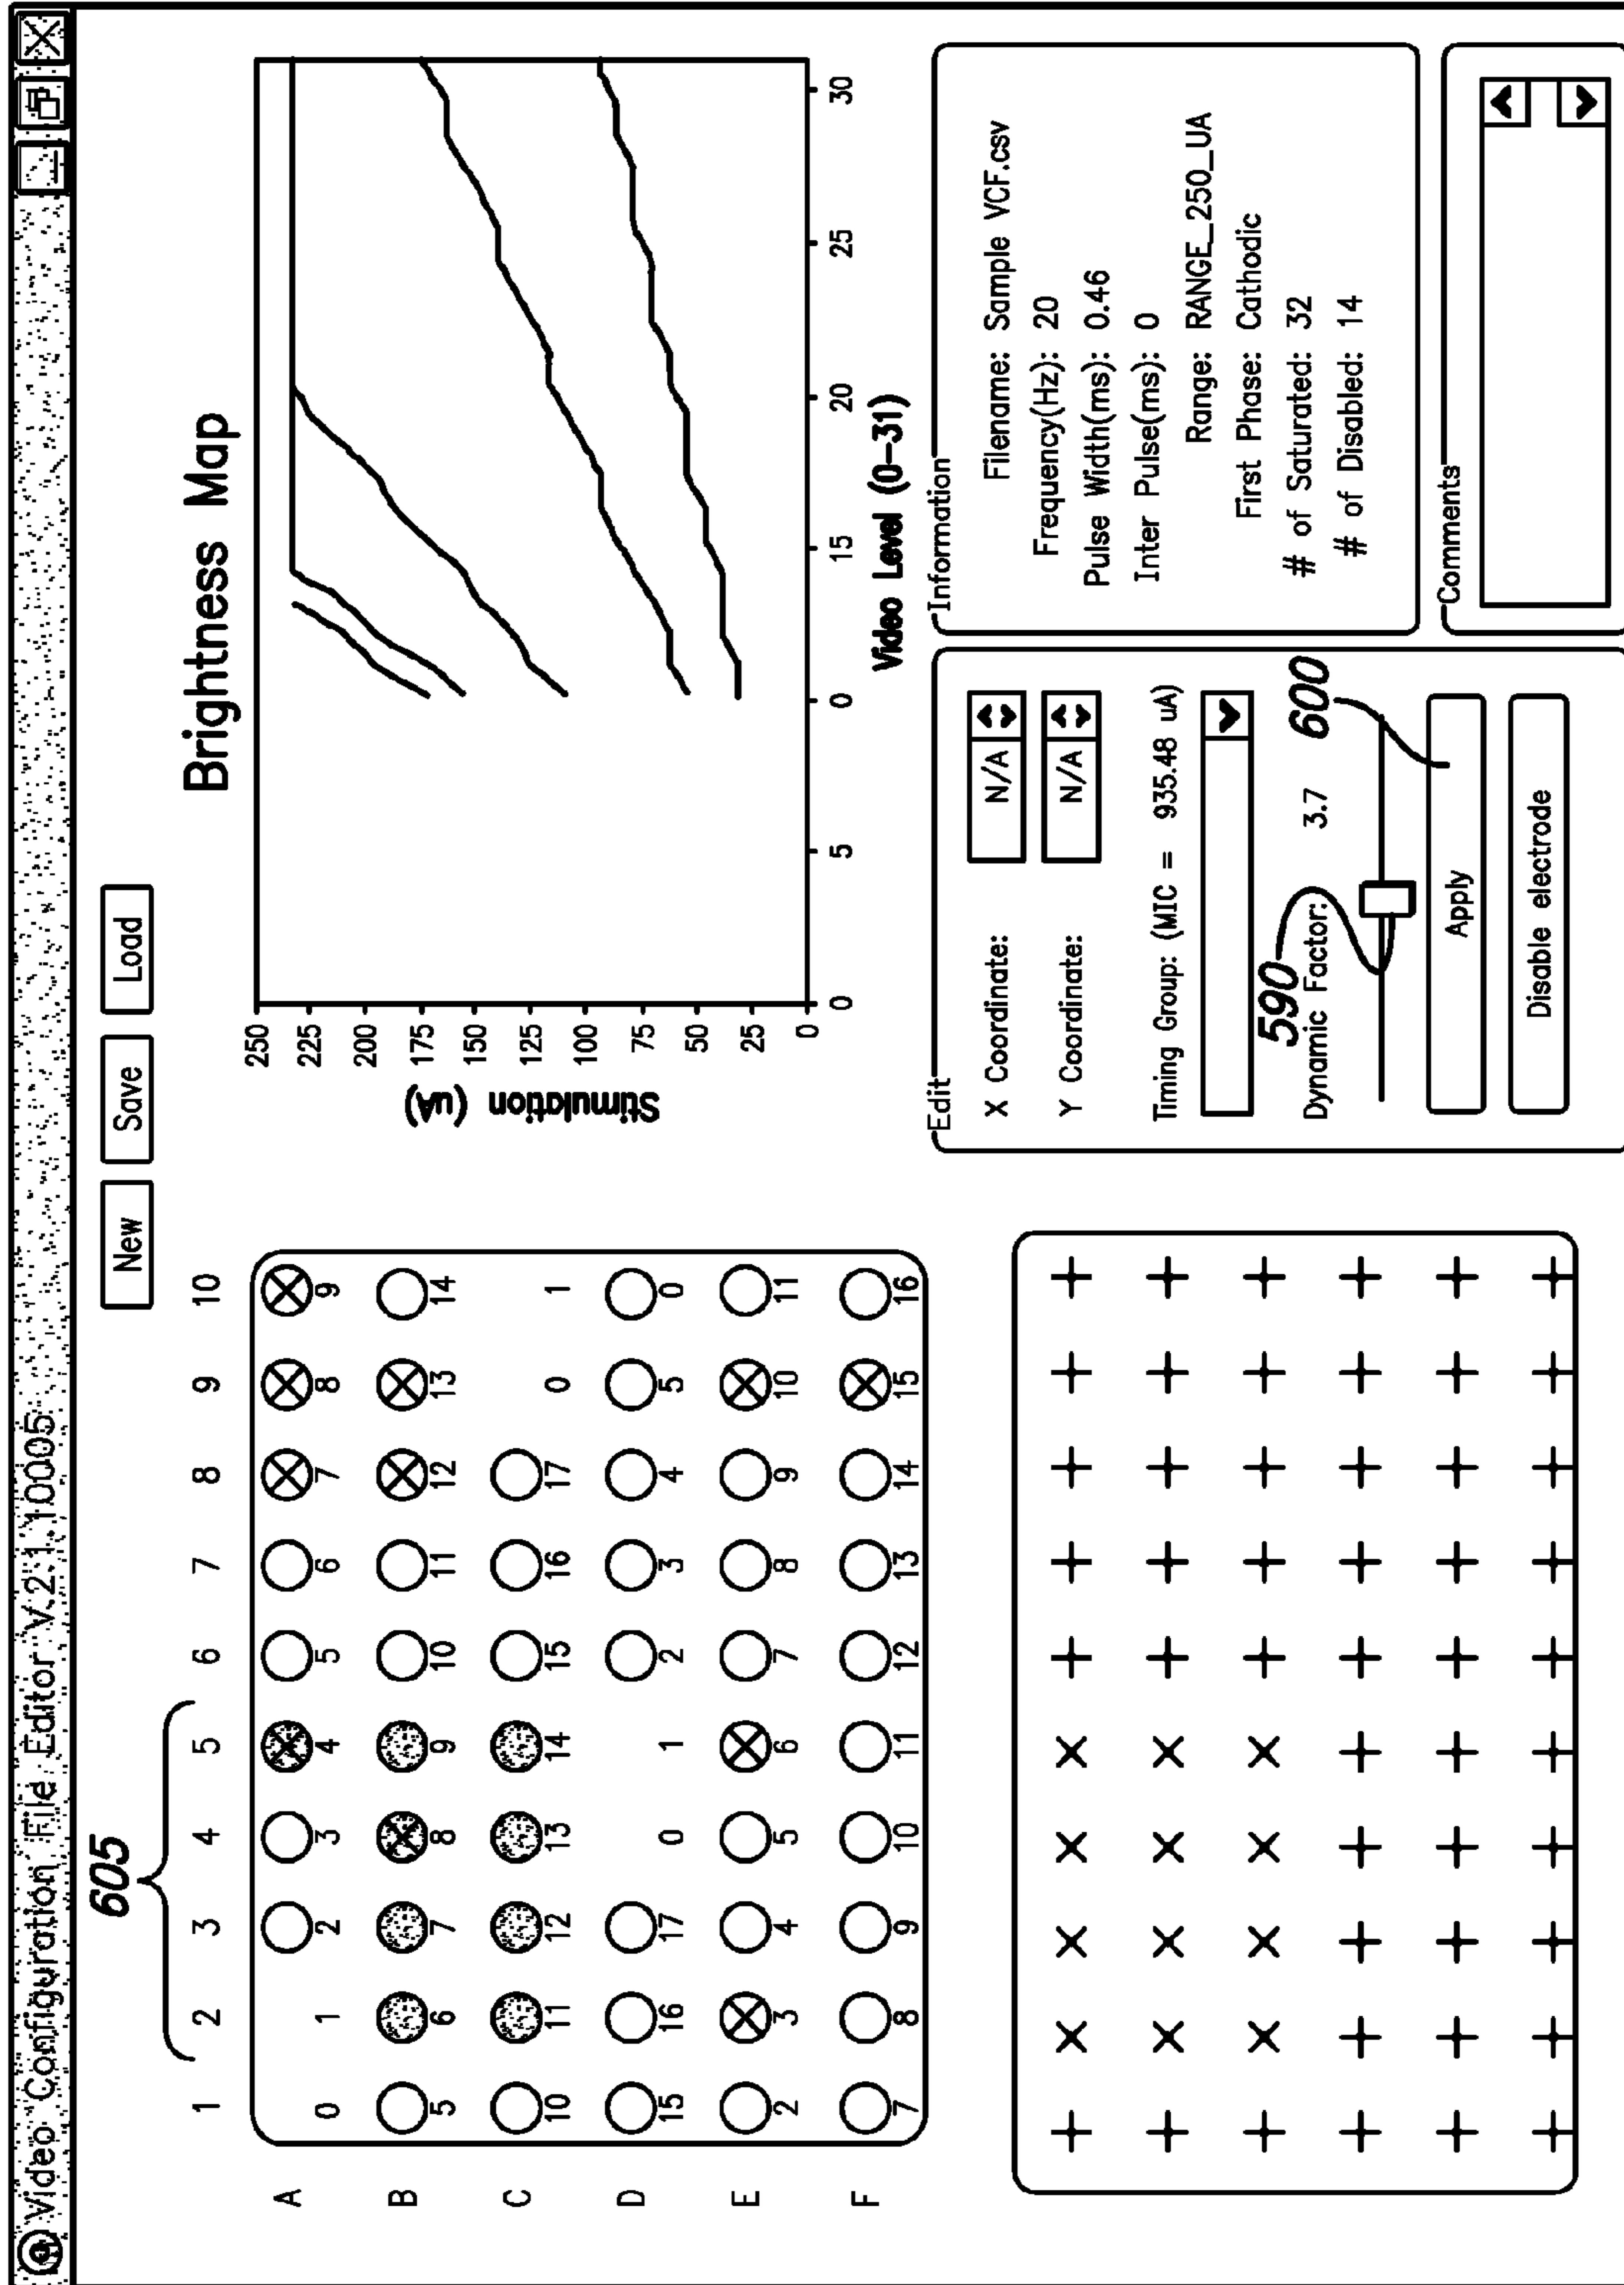 Video Configuration File Editor v.2.1.10005
605
New Save Load
1 2 3 4 5 6 7 8 9 10
A
0 1 2 3 4 5 6 7 8 9
B
5 6 7 8 9 10 11 12 13 14
C
10 11 12 13 14 15 16 17 0 1
D
15 16 17 0 1 2 3 4 5 0
E
2 3 4 5 6 7 8 9 10 11
F
7 8 9 10 11 12 13 14 15 16
Brightness Map
Stimulation (uA)
250
225
200
175
150
125
100
75
50
25
0
0 5 0 15 20 25 30
Video Level (0-31)
Edit
X Coordinate: N/A
Y Coordinate: N/A
Timing Group: (MIC = 935.48 uA)
590
Dynamic Factor: 3.7
600
Apply
Disable electrode
Information
Filename: Sample VCF.csv
Frequency(Hz): 20
Pulse Width(ms): 0.46
Inter Pulse(ms): 0
Range: RANGE_250_UA
First Phase: Cathodic
# of Saturated: 32
# of Disabled: 14
Comments